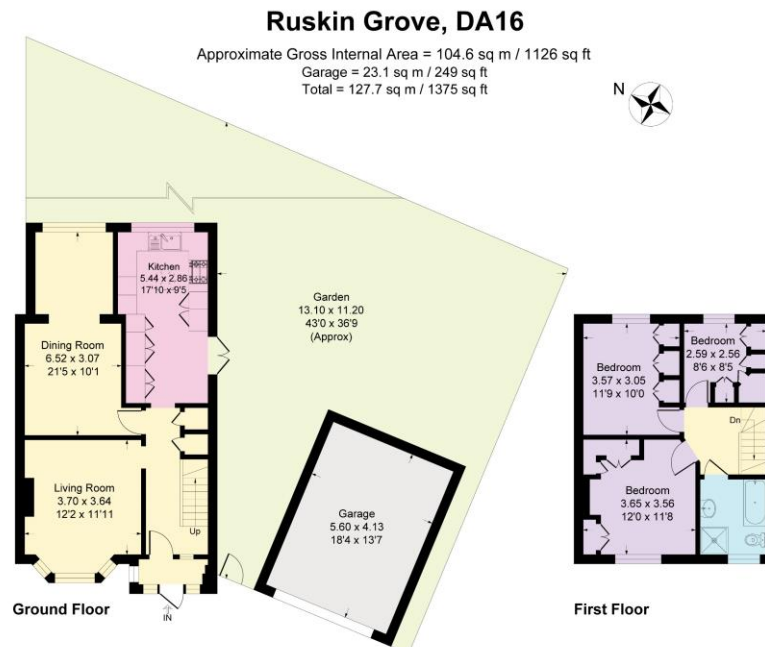 Ruskin Grove, DA16
Approximate Gross Internal Area = 104.6 sq m / 1126 sq ft
Garage = 23.1 sq m / 249 sq ft
Total = 127.7 sq m / 1375 sq ft
N
Kitchen
5.44 x 2.86
17'10 x 9'5
Garden
13.10 x 11.20
43'0 x 36'9
(Approx)
Dining Room
6.52 x 3.07
21'5 x 10'1
Living Room
3.70 x 3.64
12'2 x 11'11
Up
IN
Garage
5.60 x 4.13
18'4 x 13'7
Ground Floor
Bedroom
3.57 x 3.05
11'9 x 10'0
Bedroom
2.59 x 2.56
8'6 x 8'5
Dn
Bedroom
3.65 x 3.56
12'0 x 11'8
First Floor